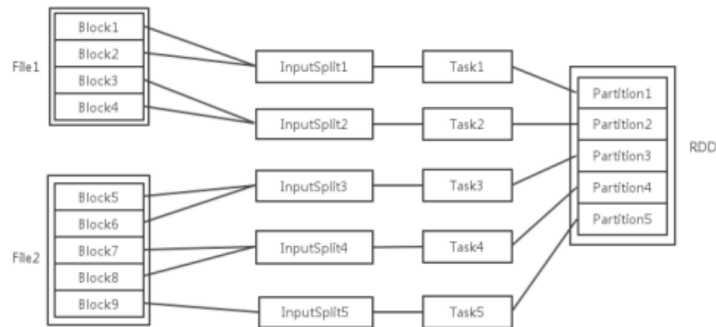 File1
Block1
Block2
Block3
Block4
File2
Block5
Block6
Block7
Block8
Block9
InputSplit1
InputSplit2
InputSplit3
InputSplit4
InputSplit5
Task1
Task2
Task3
Task4
Task5
Partition1
Partition2
Partition3
Partition4
Partition5
RDD